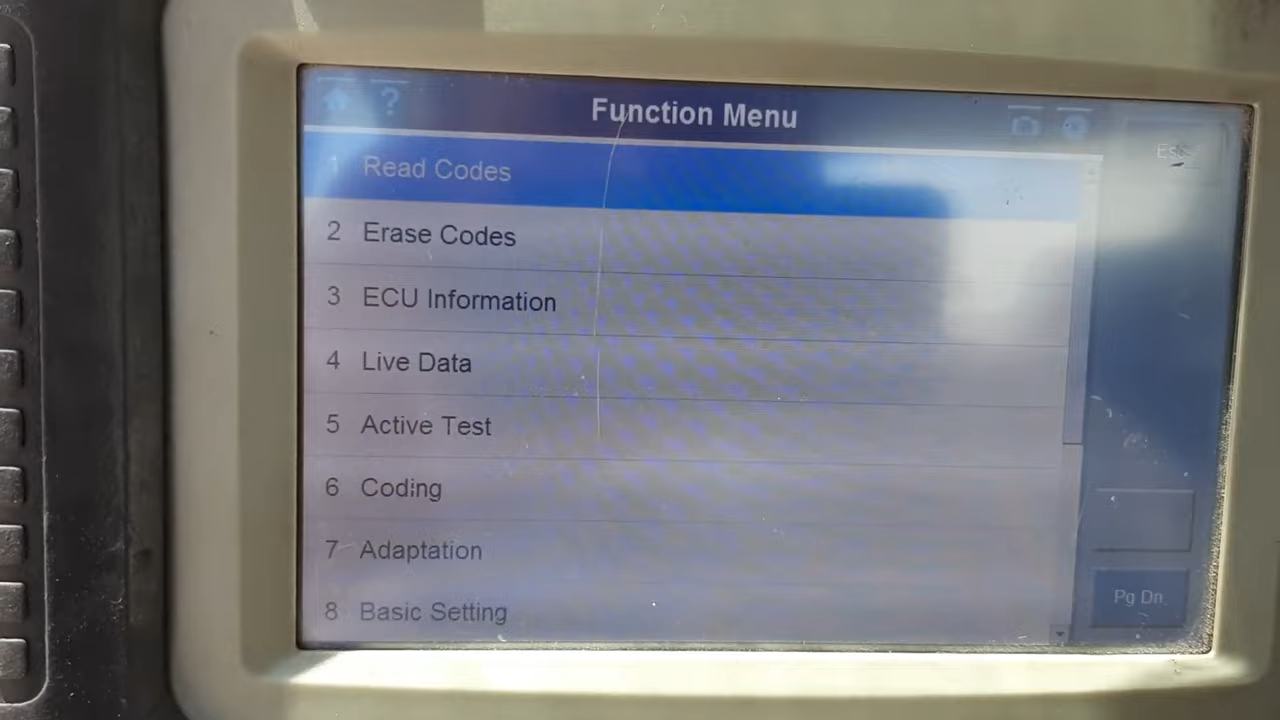 Function Menu
Esc
1 Read Codes
2 Erase Codes
3 ECU Information
4 Live Data
5 Active Test
6 Coding
7 Adaptation
8 Basic Setting
Pg Dn